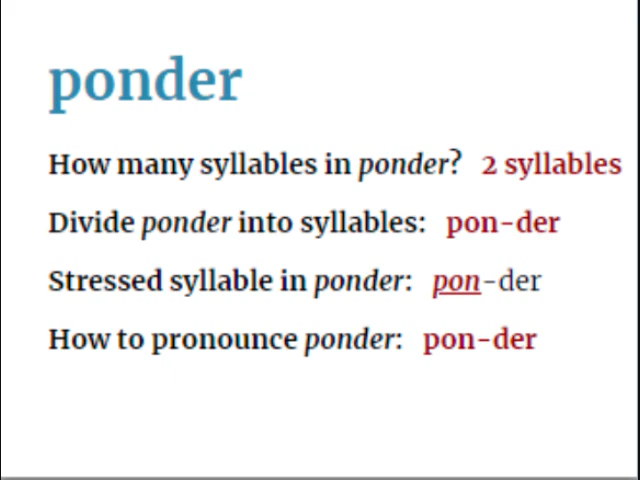 ponder
How many syllables in ponder? 2 syllables
Divide ponder into syllables: pon-der
Stressed syllable in ponder: pon-der
How to pronounce ponder: pon-der